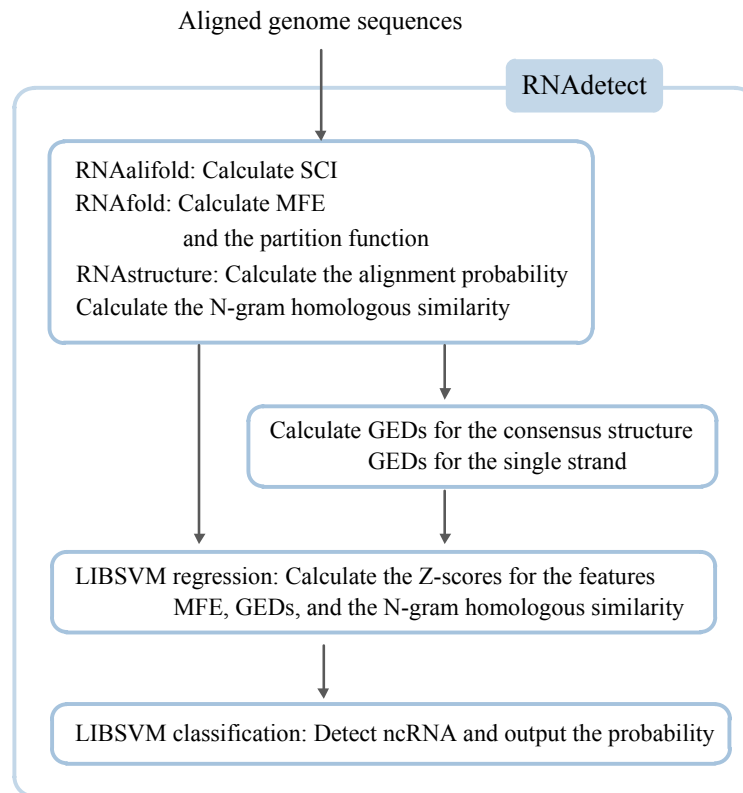 Aligned genome sequences
RNAdetect
RNAalifold: Calculate SCI
RNAfold: Calculate MFE
and the partition function
RNAstructure: Calculate the alignment probability
Calculate the N-gram homologous similarity
Calculate GEDs for the consensus structure
GEDs for the single strand
LIBSVM regression: Calculate the Z-scores for the features
MFE, GEDs, and the N-gram homologous similarity
LIBSVM classification: Detect ncRNA and output the probability